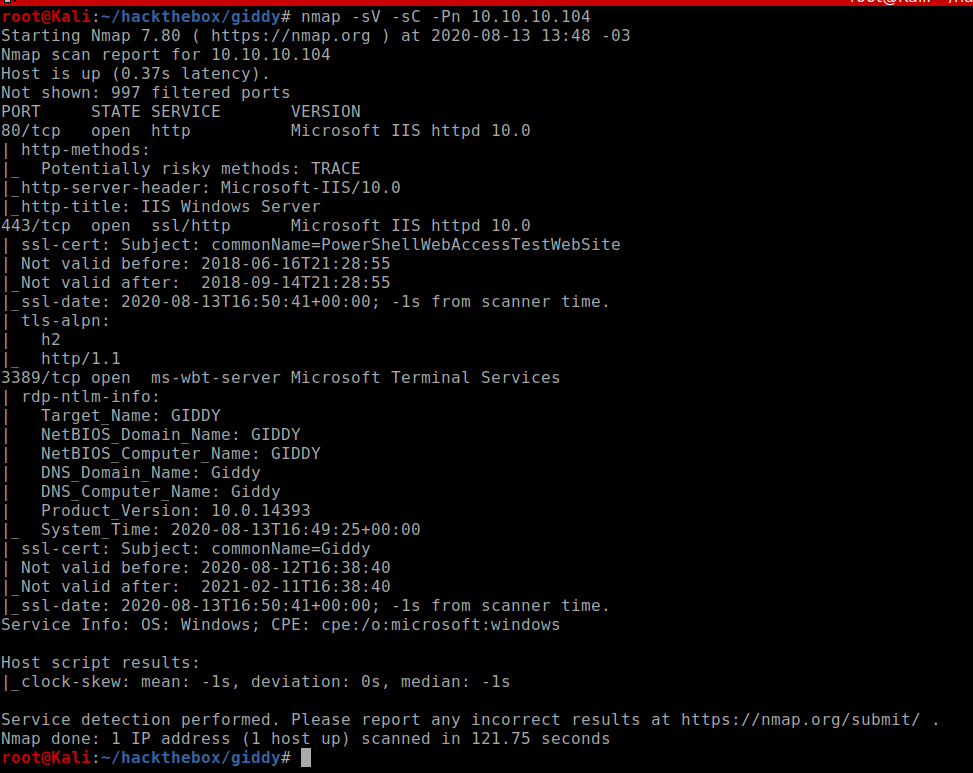 root@Kali:~/hackthebox/giddy# nmap -sV -sC -Pn 10.10.10.104
Starting Nmap 7.80 ( https://nmap.org ) at 2020-08-13 13:48 -03
Nmap scan report for 10.10.10.104
Host is up (0.37s latency).
Not shown: 997 filtered ports
PORT     STATE SERVICE       VERSION
80/tcp   open  http          Microsoft IIS httpd 10.0
| http-methods:
|_  Potentially risky methods: TRACE
|_http-server-header: Microsoft-IIS/10.0
|_http-title: IIS Windows Server
443/tcp  open  ssl/http      Microsoft IIS httpd 10.0
| ssl-cert: Subject: commonName=PowerShellWebAccessTestWebSite
| Not valid before: 2018-06-16T21:28:55
|_Not valid after:  2018-09-14T21:28:55
|_ssl-date: 2020-08-13T16:50:41+00:00; -1s from scanner time.
| tls-alpn:
|   h2
|_  http/1.1
3389/tcp open  ms-wbt-server Microsoft Terminal Services
| rdp-ntlm-info:
|   Target_Name: GIDDY
|   NetBIOS_Domain_Name: GIDDY
|   NetBIOS_Computer_Name: GIDDY
|   DNS_Domain_Name: Giddy
|   DNS_Computer_Name: Giddy
|   Product_Version: 10.0.14393
|_  System_Time: 2020-08-13T16:49:25+00:00
| ssl-cert: Subject: commonName=Giddy
| Not valid before: 2020-08-12T16:38:40
|_Not valid after:  2021-02-11T16:38:40
|_ssl-date: 2020-08-13T16:50:41+00:00; -1s from scanner time.
Service Info: OS: Windows; CPE: cpe:/o:microsoft:windows

Host script results:
|_clock-skew: mean: -1s, deviation: 0s, median: -1s

Service detection performed. Please report any incorrect results at https://nmap.org/submit/ .
Nmap done: 1 IP address (1 host up) scanned in 121.75 seconds
root@Kali:~/hackthebox/giddy#